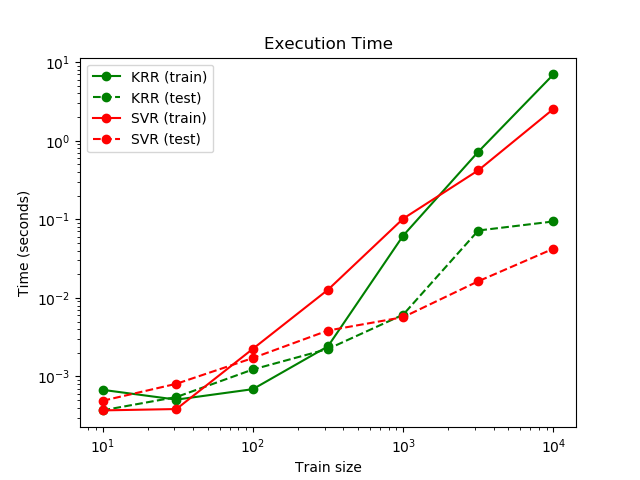 Execution Time
KRR (train)
KRR (test)
SVR (train)
SVR (test)
Time (seconds)
10¹
10⁰
10⁻¹
10⁻²
10⁻³
10¹ 10² 10³ 10⁴
Train size